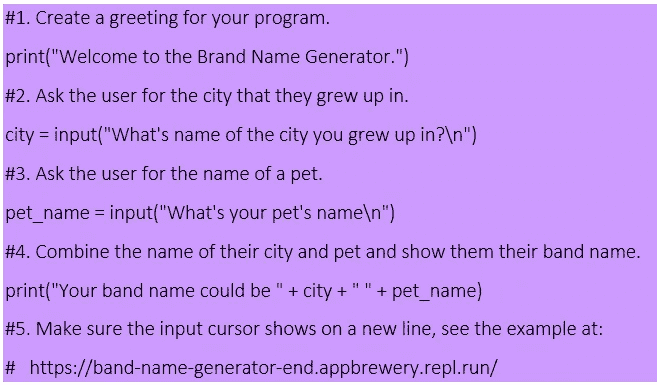 #1. Create a greeting for your program.
print("Welcome to the Brand Name Generator.")
#2. Ask the user for the city that they grew up in.
city = input("What's name of the city you grew up in?\n")
#3. Ask the user for the name of a pet.
pet_name = input("What's your pet's name\n")
#4. Combine the name of their city and pet and show them their band name.
print("Your band name could be " + city + " " + pet_name)
#5. Make sure the input cursor shows on a new line, see the example at:
#   https://band-name-generator-end.appbrewery.repl.run/